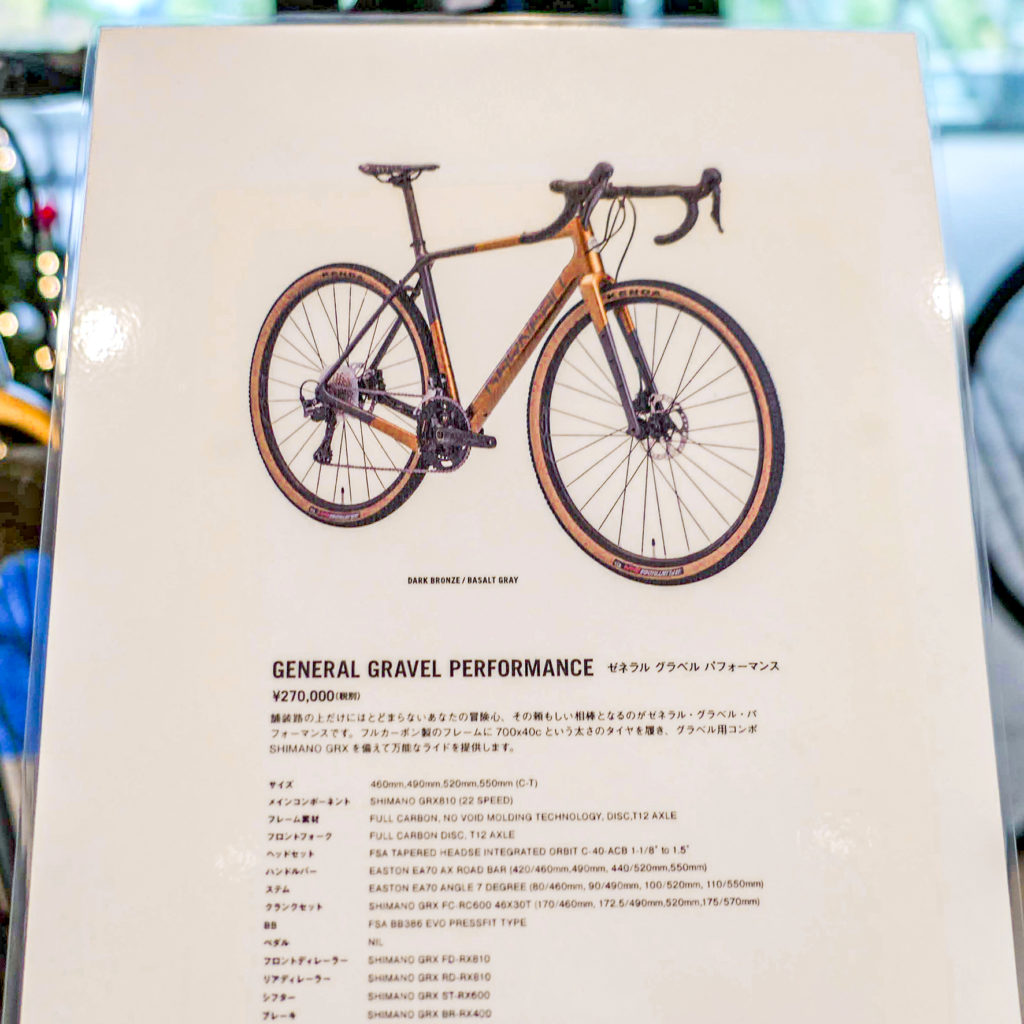 KENDA
KENDA
DARK BRONZE / BASALT GRAY
GENERAL GRAVEL PERFORMANCE ゼネラル グラベル パフォーマンス
¥270,000(税別)
舗装路の上だけにはとどまらないあなたの冒険心、その頼もしい相棒となるのがゼネラル・グラベル・パ
フォーマンスです。フルカーボン製のフレームに 700x40c という太さのタイヤを履き、グラベル用コンポ
SHIMANO GRX を備えて万能なライドを提供します。
サイズ 460mm,490mm,520mm,550mm (C-T)
メインコンポーネント SHIMANO GRX810 (22 SPEED)
フレーム素材 FULL CARBON, NO VOID MOLDING TECHNOLOGY, DISC,T12 AXLE
フロントフォーク FULL CARBON DISC, T12 AXLE
ヘッドセット FSA TAPERED HEADSE INTEGRATED ORBIT C-40-ACB 1-1/8" to 1.5"
ハンドルバー EASTON EA70 AX ROAD BAR (420/460mm,490mm, 440/520mm,550mm)
ステム EASTON EA70 ANGLE 7 DEGREE (80/460mm, 90/490mm, 100/520mm, 110/550mm)
クランクセット SHIMANO GRX FC-RC600 46X30T (170/460mm, 172.5/490mm,520mm,175/570mm)
BB FSA BB386 EVO PRESSFIT TYPE
ペダル NIL
フロントディレーラー SHIMANO GRX FD-RX810
リアディレーラー SHIMANO GRX RD-RX810
シフター SHIMANO GRX ST-RX600
ブレーキ SHIMANO GRX BR-RX400